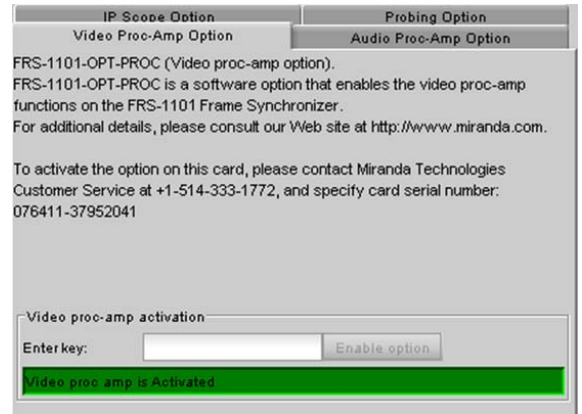 IP Scope Option
Probing Option
Video Proc-Amp Option
Audio Proc-Amp Option
FRS-1101-OPT-PROC (Video proc-amp option).
FRS-1101-OPT-PROC is a software option that enables the video proc-amp
functions on the FRS-1101 Frame Synchronizer.
For additional details, please consult our Web site at http://www.miranda.com.
To activate the option on this card, please contact Miranda Technologies
Customer Service at +1-514-333-1772, and specify card serial number:
076411-37952041
Video proc-amp activation
Enter key:
Enable option
Video proc amp is Activated